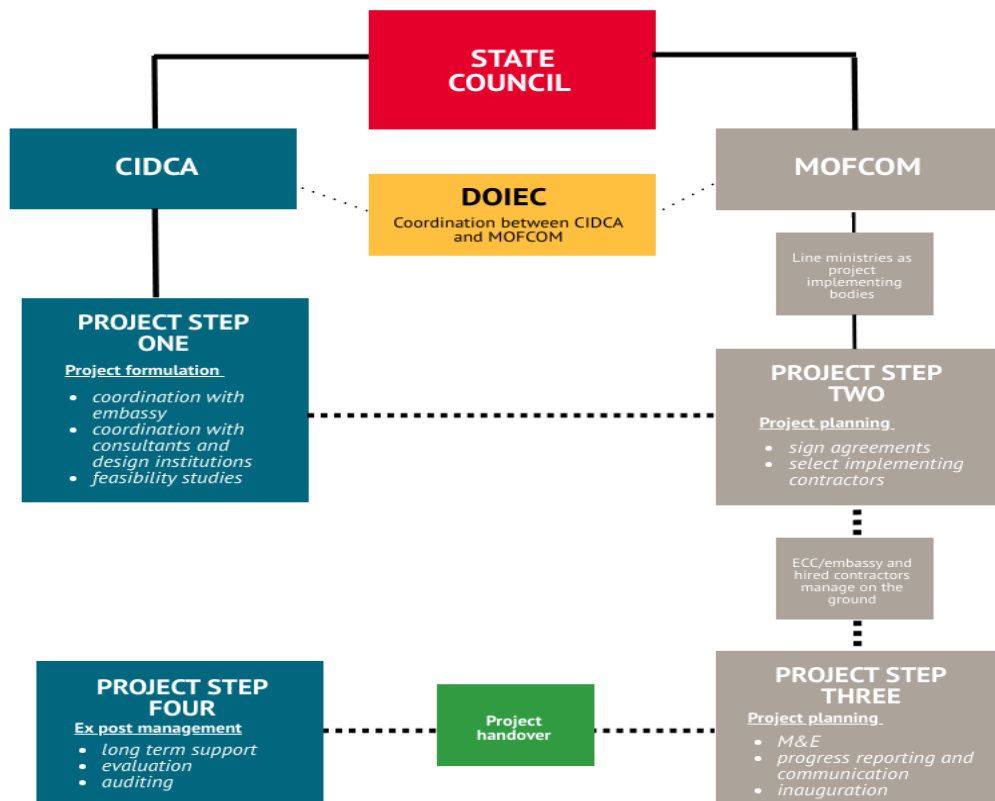 STATE
COUNCIL
CIDCA
MOFCOM
DOIEC
Coordination between CIDCA
and MOFCOM
Line ministries as
project
implementing
bodies
PROJECT STEP
ONE
Project formulation
• coordination with
embassy
• coordination with
consultants and
design institutions
• feasibility studies
PROJECT STEP
TWO
Project planning
• sign agreements
• select implementing
contractors
ECC/embassy and
hired contractors
manage on the
ground
PROJECT STEP
THREE
Project planning
• M&E
• progress reporting and
communication
• inauguration
Project
handover
PROJECT STEP
FOUR
Ex post management
• long term support
• evaluation
• auditing